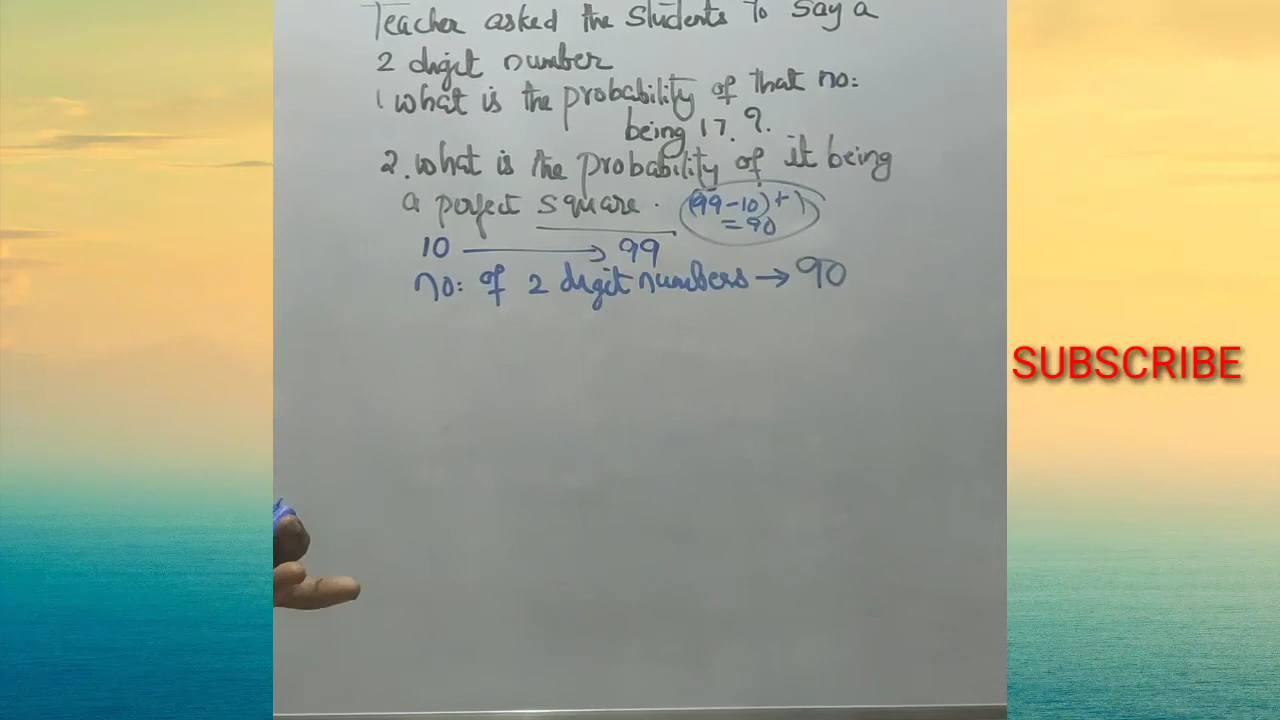 Teacher asked the students to say a
2 digit number
1 what is the probability of that no:
being 17. ?.
2. what is the probability of it being
a perfect square.
(99-10)+1
=90
10 → 99
no: of 2 digit numbers → 90
SUBSCRIBE